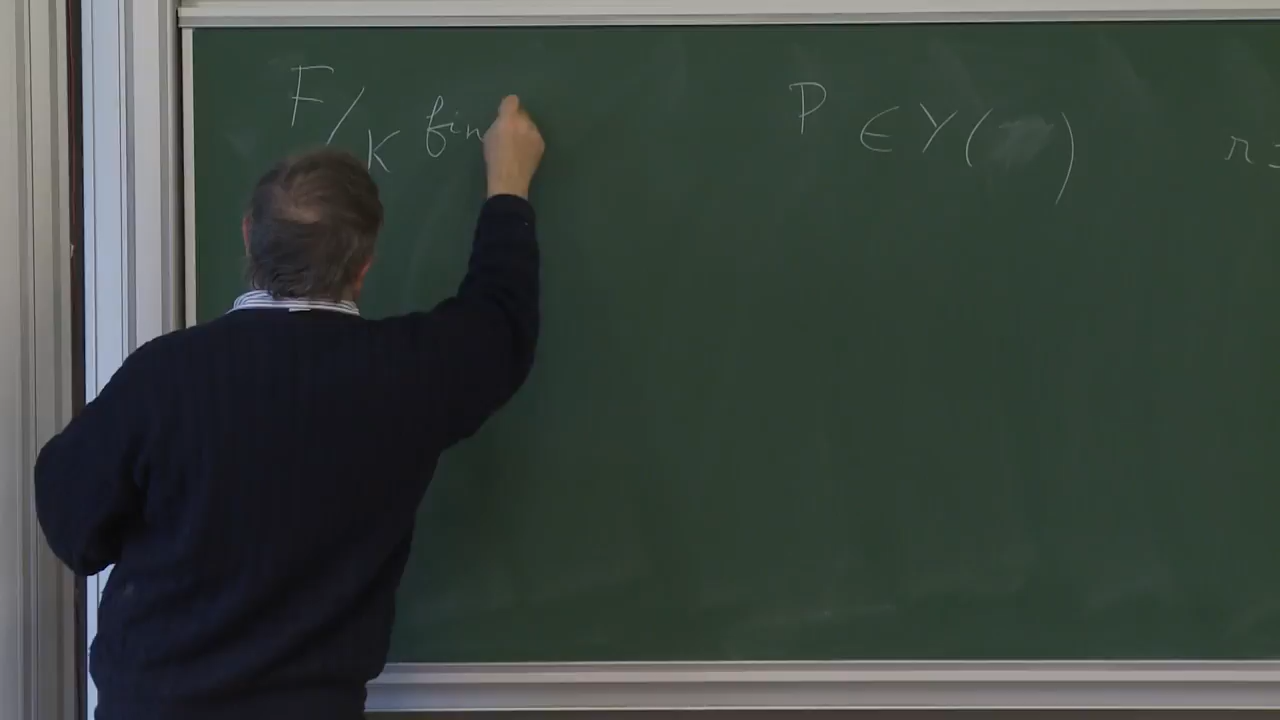 F/K fin
P ∈ Y( )
r =